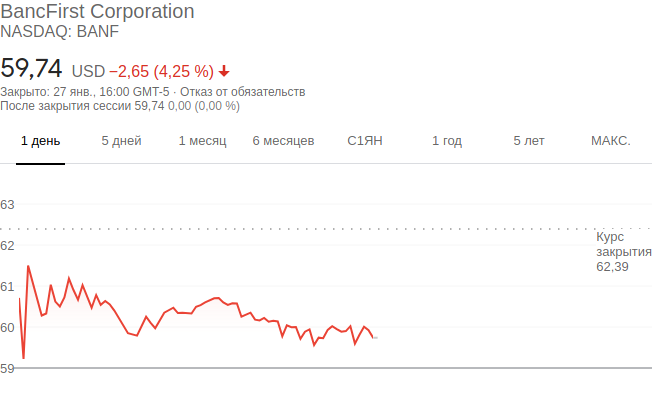 BancFirst Corporation
NASDAQ: BANF
59,74 USD −2,65 (4,25 %)
Закрыто: 27 янв., 16:00 GMT-5 · Отказ от обязательств
После закрытия сессии 59,74 0,00 (0,00 %)
1 день 5 дней 1 месяц 6 месяцев С1ЯН 1 год 5 лет МАКС.
63
Курс
62 закрытия
62,39
61
60
59